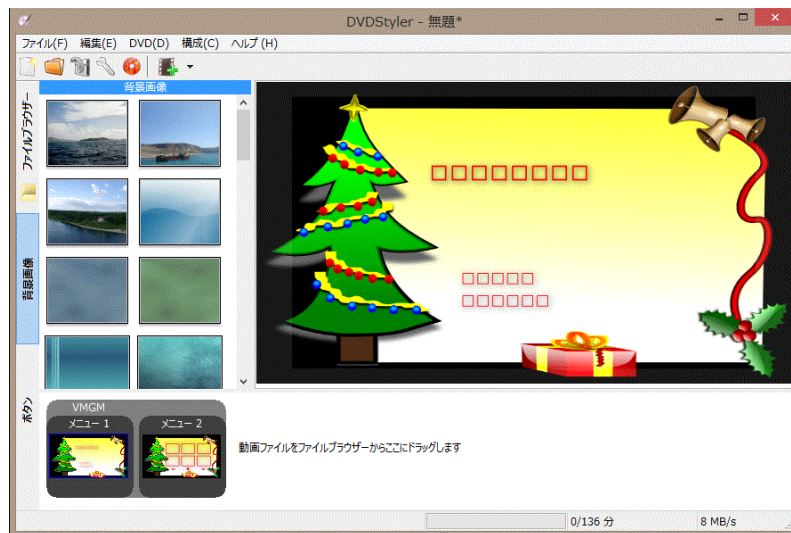 DVDStyler - 無題*
ファイル(F) 編集(E) DVD(D) 構成(C) ヘルプ(H)
背景画像
ファイルブラウザー
背景画像
ボタン
□□□□□□□□
□□□□□
□□□□□□
VMGM
メニュー 1 メニュー 2
動画ファイルをファイルブラウザーからここにドラッグします
0/136 分 8 MB/s